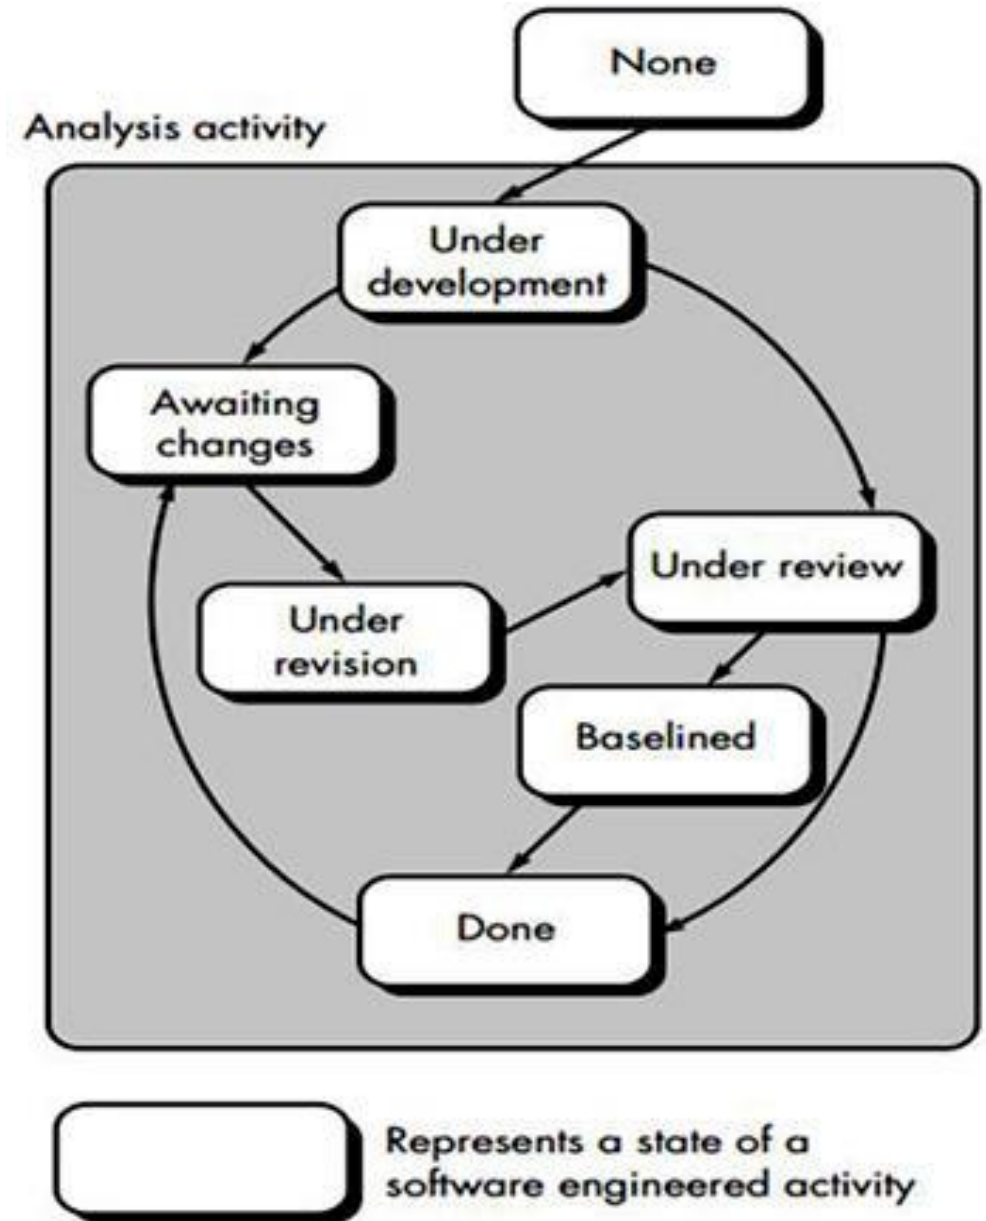 None
Analysis activity
Under
development
Awaiting
changes
Under review
Under
revision
Baselined
Done
Represents a state of a
software engineered activity